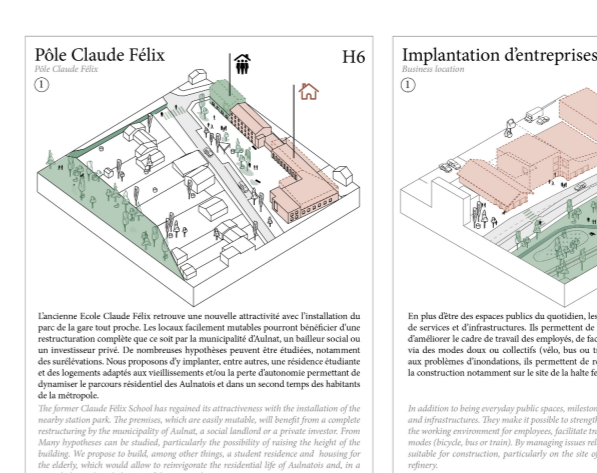 Pôle Claude Félix
H6
Pôle Claude Félix
1
L'ancienne Ecole Claude Félix retrouve une nouvelle attractivité avec l'installation du
parc de la gare tout proche. Les locaux facilement mutables pourront bénéficier d'une
restructuration complète que ce soit par la municipalité d'Aulnat, un bailleur social ou
un investisseur privé. De nombreuses hypothèses peuvent être étudiées, notamment
des surélévations. Nous proposons d'y implanter, entre autres, une résidence étudiante
et des logements adaptés aux vieillissements et/ou la perte d'autonomie permettant de
dynamiser le parcours résidentiel des Aulnatois et dans un second temps des habitants
de la métropole.
The former Claude Félix School has regained its attractiveness with the installation of the
nearby station park. The premises, which are easily mutable, will benefit from a complete
restructuring by the municipality of Aulnat, a social landlord or a private investor. From
Many hypotheses can be studied, particularly the possibility of raising the height of the
building. We propose to build, among other things, a student residence and housing for
the elderly, which would allow to reinvigorate the residential life of Aulnatois and, in a
Implantation d'entreprises
Business location
1
En plus d'être des espaces publics du quotidien, les
de services et d'infrastructures. Ils permettent de
d'améliorer le cadre de travail des employés, de fac
via des modes doux ou collectifs (vélo, bus ou tr
aux problèmes d'inondations, ils permettent de r
la construction notamment sur le site de la halte fe
In addition to being everyday public spaces, mileston
and infrastructures. They make it possible to strength
the working environment for employees, facilitate tra
modes (bicycle, bus or train). By managing issues rel
suitable for construction, particularly on the site of
refinery.